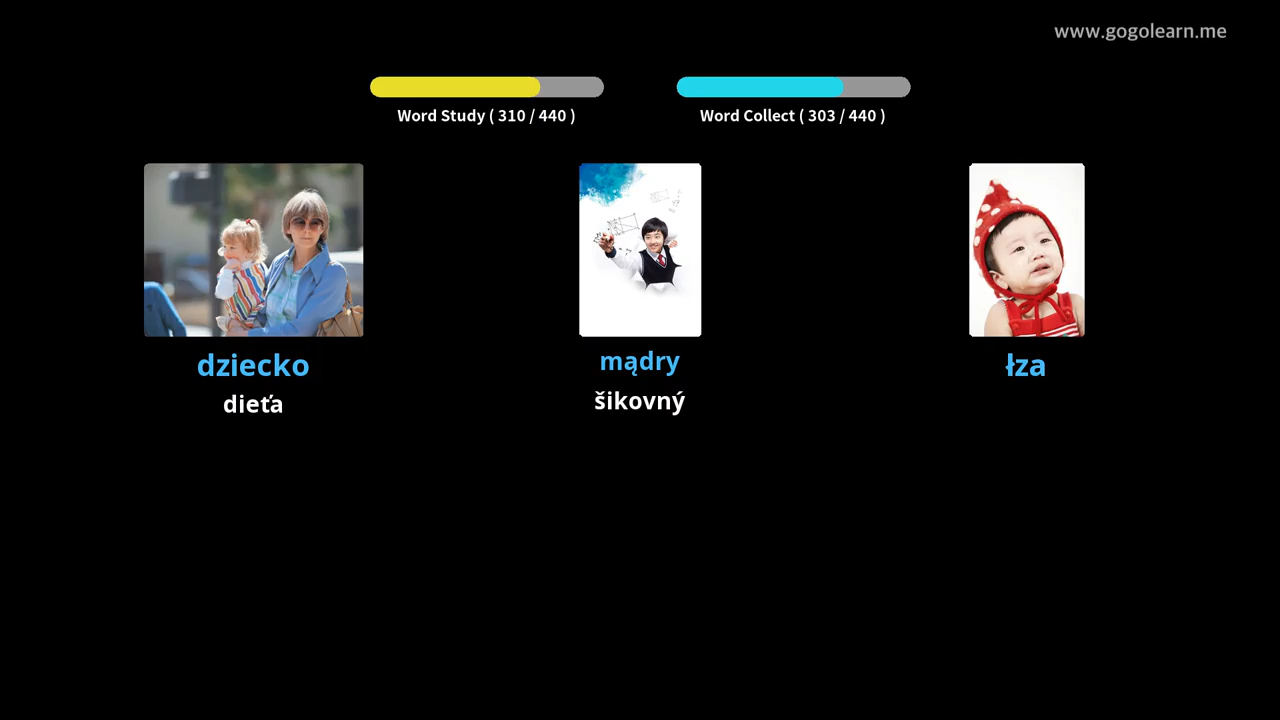 www.gogolearn.me
Word Study ( 310 / 440 )
Word Collect ( 303 / 440 )
dziecko
dieťa
mądry
šikovný
łza